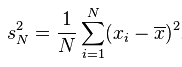 $s_N^2 = \frac{1}{N} \sum_{i=1}^{N} (x_i - \overline{x})^2$